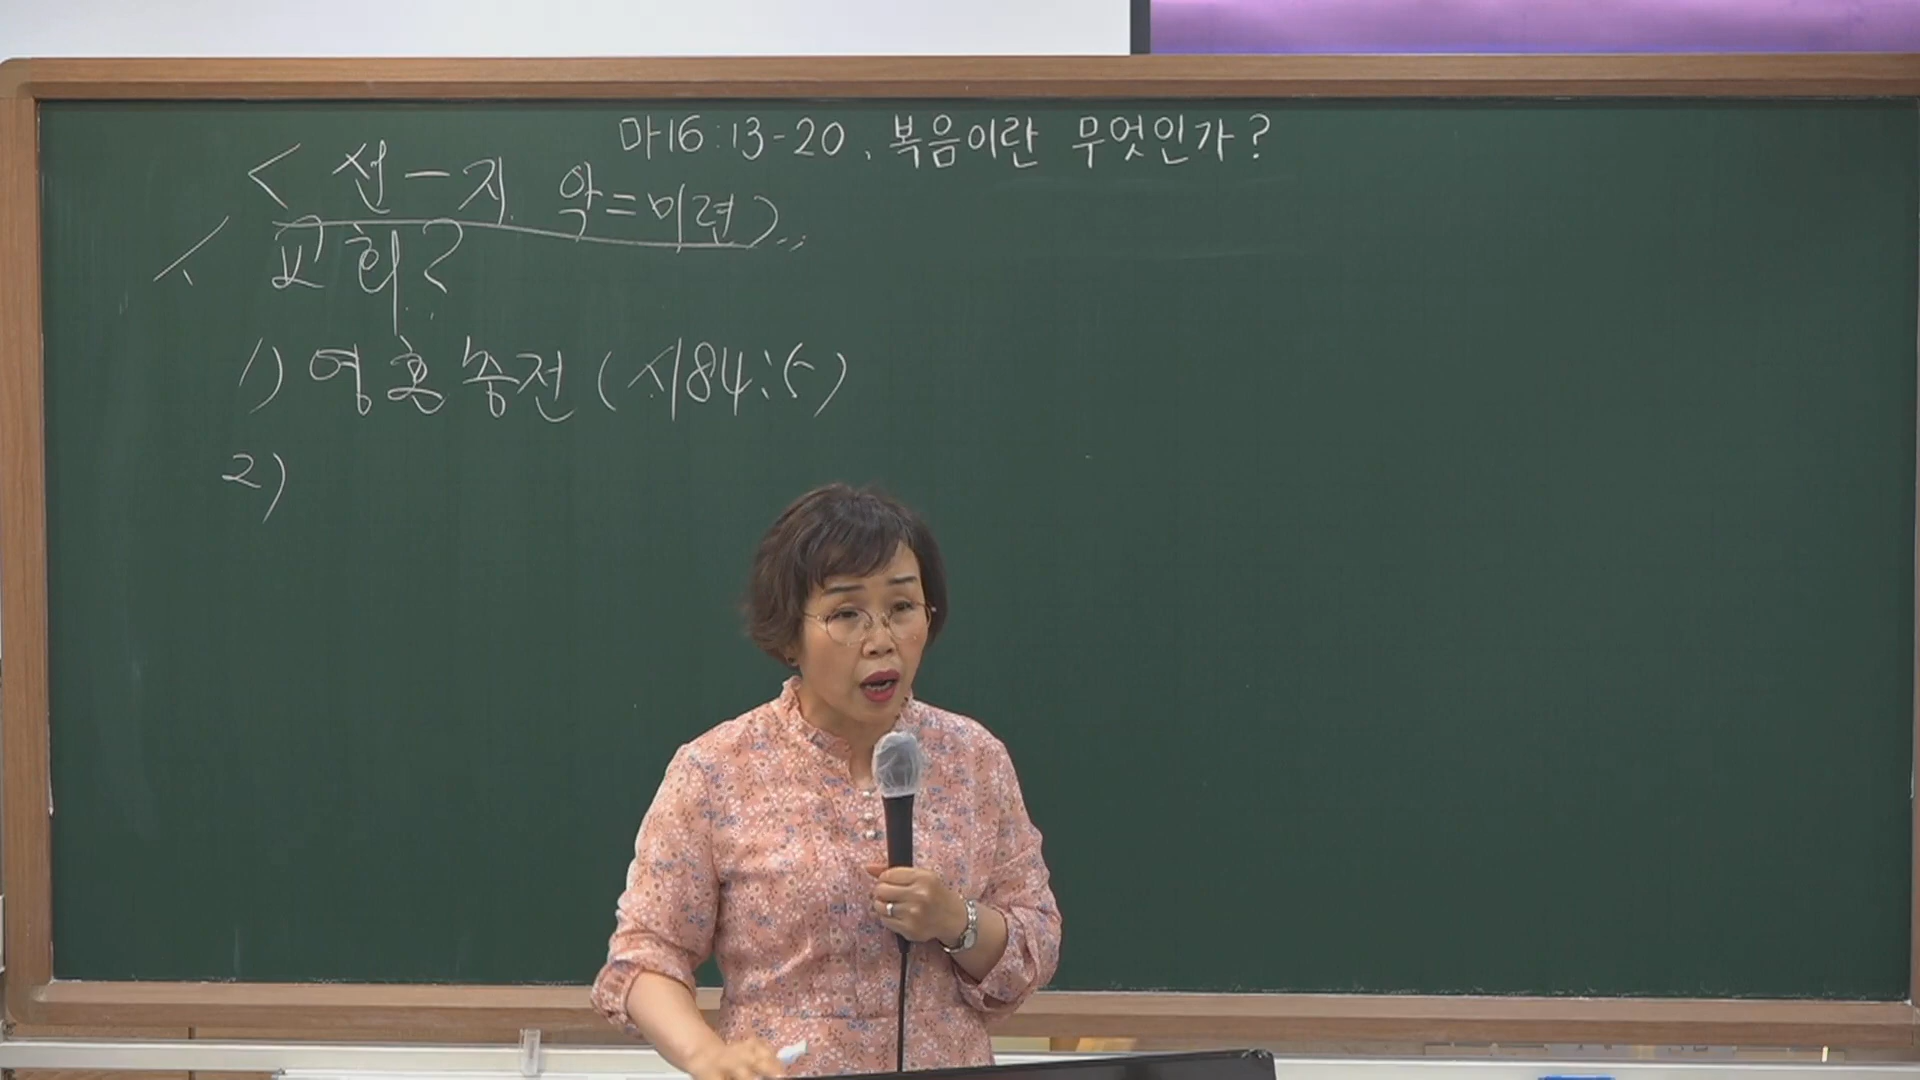 마16:13-20. 복음이란 무엇인가?
< 선-지. 악=미련>..
교회?
1) 영혼충전 (시84:5)
2)